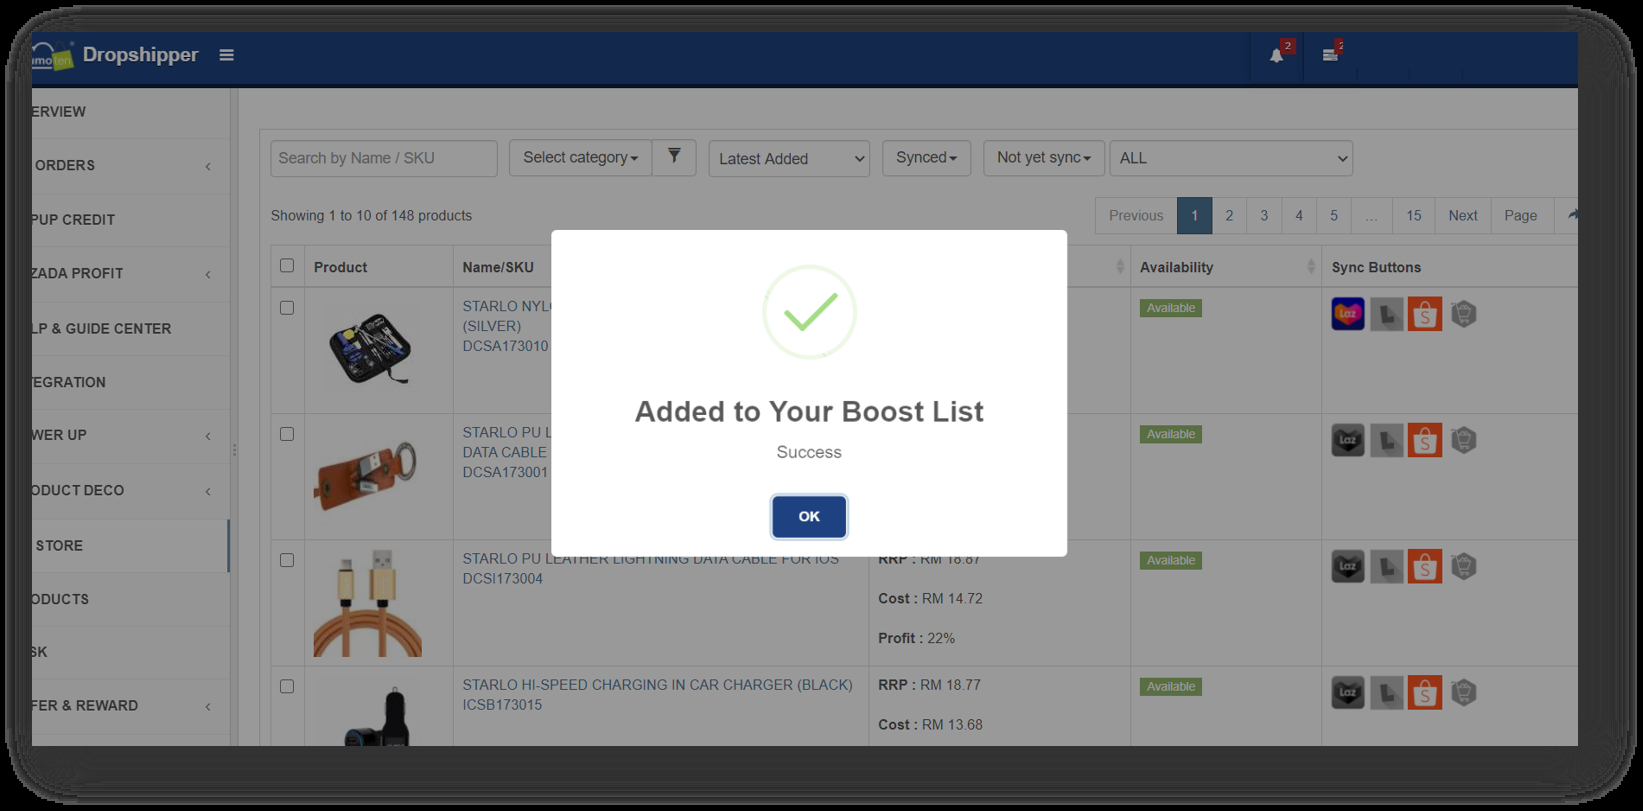 moten
Dropshipper
2
2
ERVIEW
ORDERS
PUP CREDIT
ZADA PROFIT
LP & GUIDE CENTER
TEGRATION
WER UP
ODUCT DECO
STORE
ODUCTS
SK
FER & REWARD
Search by Name / SKU
Select category
Latest Added
Synced
Not yet sync
ALL
Showing 1 to 10 of 148 products
Previous 1 2 3 4 5 ... 15 Next Page
Product Name/SKU Availability Sync Buttons
STARLO NYL
(SILVER)
DCSA173010
Available
Laz L S
STARLO PU L
DATA CABLE
DCSA173001
Available
Laz L S
Added to Your Boost List
Success
OK
STARLO PU LEATHER LIGHTNING DATA CABLE FOR IOS
DCSI173004
RRP : RM 18.87
Cost : RM 14.72
Profit : 22%
Available
Laz L S
STARLO HI-SPEED CHARGING IN CAR CHARGER (BLACK)
ICSB173015
RRP : RM 18.77
Cost : RM 13.68
Available
Laz L S